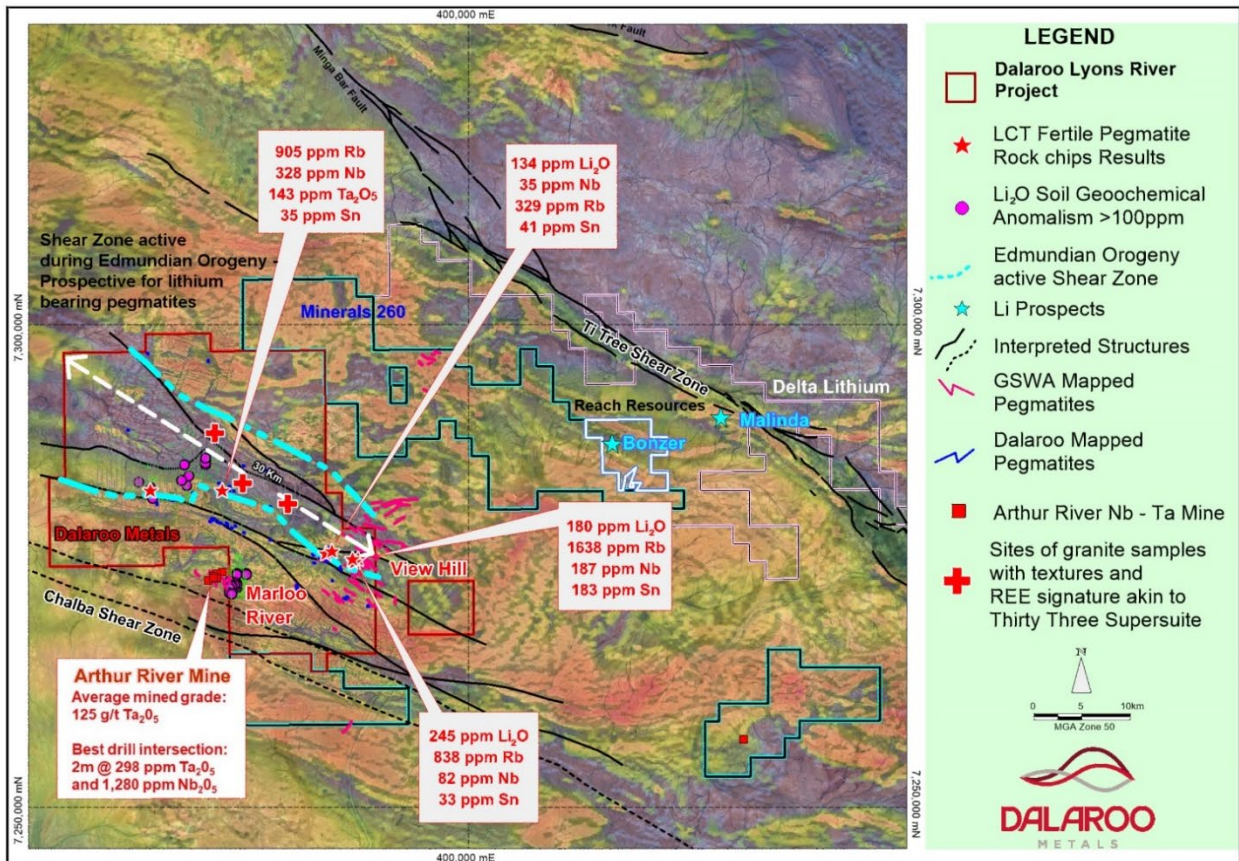 400,000 mE
Minga Bar Fault
Fault
905 ppm Rb
328 ppm Nb
143 ppm Ta₂O₅
35 ppm Sn
134 ppm Li₂O
35 ppm Nb
329 ppm Rb
41 ppm Sn
Shear Zone active
during Edmundian Orogeny -
Prospective for lithium
bearing pegmatites
7,300,000 mN
7,300,000 mN
Minerals 260
Ti Tree Shear Zone
Delta Lithium
Reach Resources
Malinda
Bonzer
30 Km
Dalaroo Metals
View Hill
Marloo
River
Chalba Shear Zone
180 ppm Li₂O
1638 ppm Rb
187 ppm Nb
183 ppm Sn
Arthur River Mine
Average mined grade:
125 g/t Ta₂0₅
Best drill intersection:
2m @ 298 ppm Ta₂0₅
and 1,280 ppm Nb₂0₅
245 ppm Li₂O
838 ppm Rb
82 ppm Nb
33 ppm Sn
7,250,000 mN
7,250,000 mN
400,000 mE
LEGEND
Dalaroo Lyons River
Project
LCT Fertile Pegmatite
Rock chips Results
Li₂O Soil Geoochemical
Anomalism >100ppm
Edmundian Orogeny
active Shear Zone
Li Prospects
Interpreted Structures
GSWA Mapped
Pegmatites
Dalaroo Mapped
Pegmatites
Arthur River Nb - Ta Mine
Sites of granite samples
with textures and
REE signature akin to
Thirty Three Supersuite
N
0 5 10km
MGA Zone 50
DALAROO
METALS